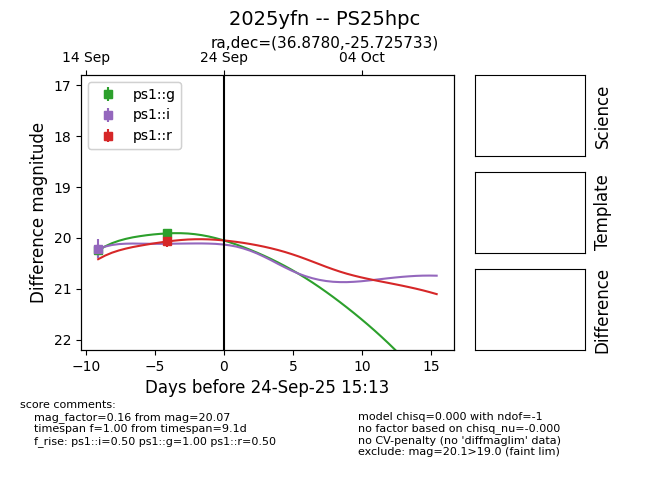 2025yfn -- PS25hpc
ra,dec=(36.8780,-25.725733)
14 Sep 24 Sep 04 Oct
17
18
19
20
21
22
Difference magnitude
ps1::g
ps1::i
ps1::r
−10 −5 0 5 10 15
Days before 24-Sep-25 15:13
Science
Template
Difference
score comments:
mag_factor=0.16 from mag=20.07
timespan f=1.00 from timespan=9.1d
f_rise: ps1::i=0.50 ps1::g=1.00 ps1::r=0.50
model chisq=0.000 with ndof=-1
no factor based on chisq_nu=-0.000
no CV-penalty (no 'diffmaglim' data)
exclude: mag=20.1>19.0 (faint lim)